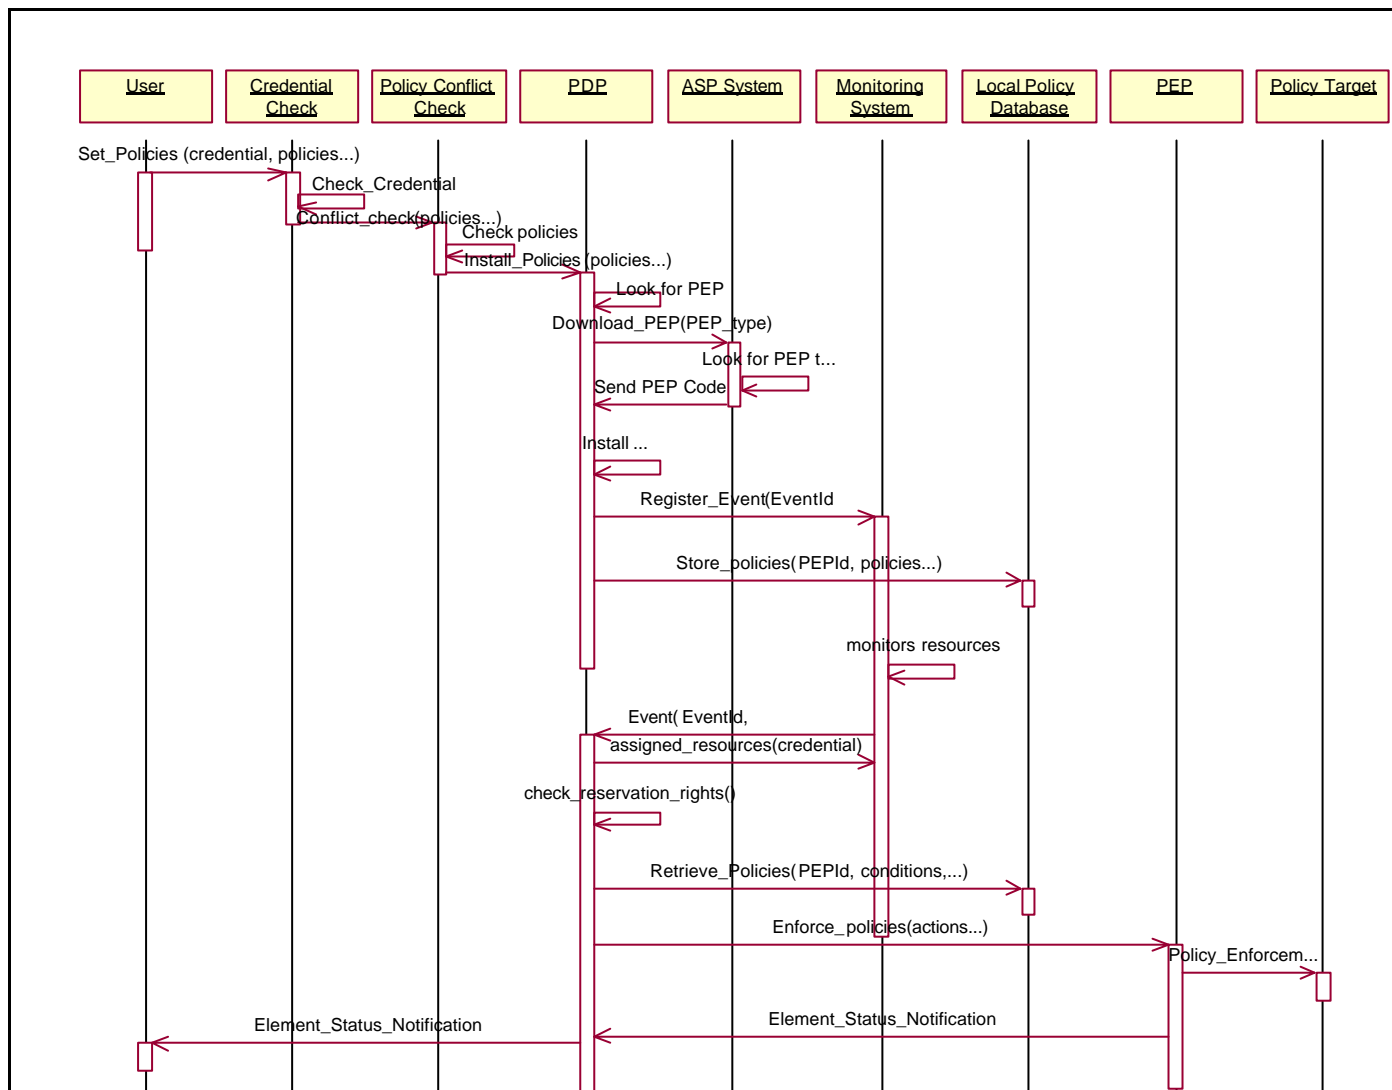 User
Credential
Check
Policy Conflict
Check
PDP
ASP System
Monitoring
System
Local Policy
Database
PEP
Policy Target
Set_Policies (credential, policies...)
Check_Credential
Conflict_check(policies...)
Check policies
Install_Policies (policies...)
Look for PEP
Download_PEP(PEP_type)
Look for PEP t...
Send PEP Code
Install ...
Register_Event(EventId
Store_policies(PEPId, policies...)
monitors resources
Event( EventId,
assigned_resources(credential)
check_reservation_rights()
Retrieve_Policies(PEPId, conditions,...)
Enforce_policies(actions...)
Policy_Enforcem...
Element_Status_Notification
Element_Status_Notification